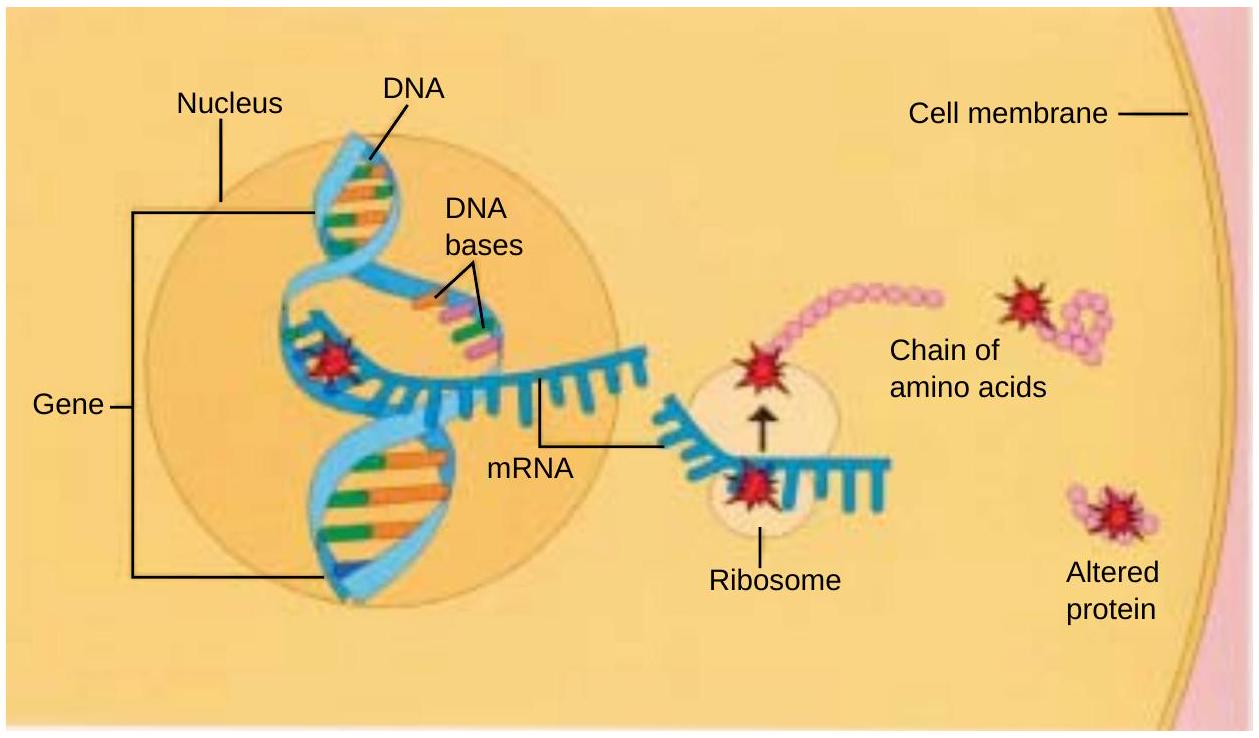 Nucleus
DNA
Cell membrane
DNA
bases
Chain of
amino acids
Gene
mRNA
Ribosome
Altered
protein